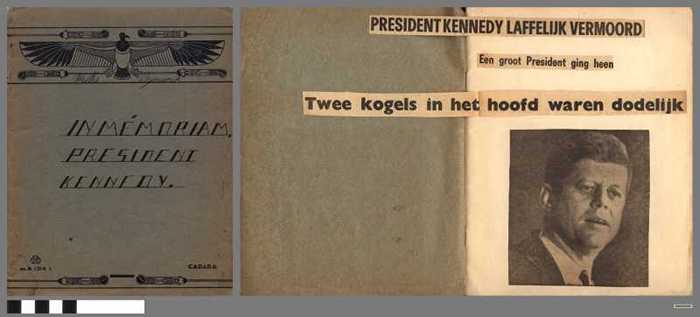 IN MÉMORIAM.
PRESIDENT
KENNEDY.
CADABA
PRESIDENT KENNEDY LAFFELIJK VERMOORD
Een groot President ging heen
Twee kogels in het hoofd waren dodelijk